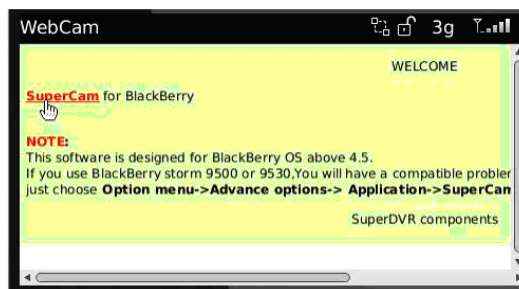 WebCam 3g
WELCOME
SuperCam for BlackBerry
NOTE:
This software is designed for BlackBerry OS above 4.5.
If you use BlackBerry storm 9500 or 9530,You will have a compatible
just choose Option menu->Advance options-> Application->SuperCam
SuperDVR components